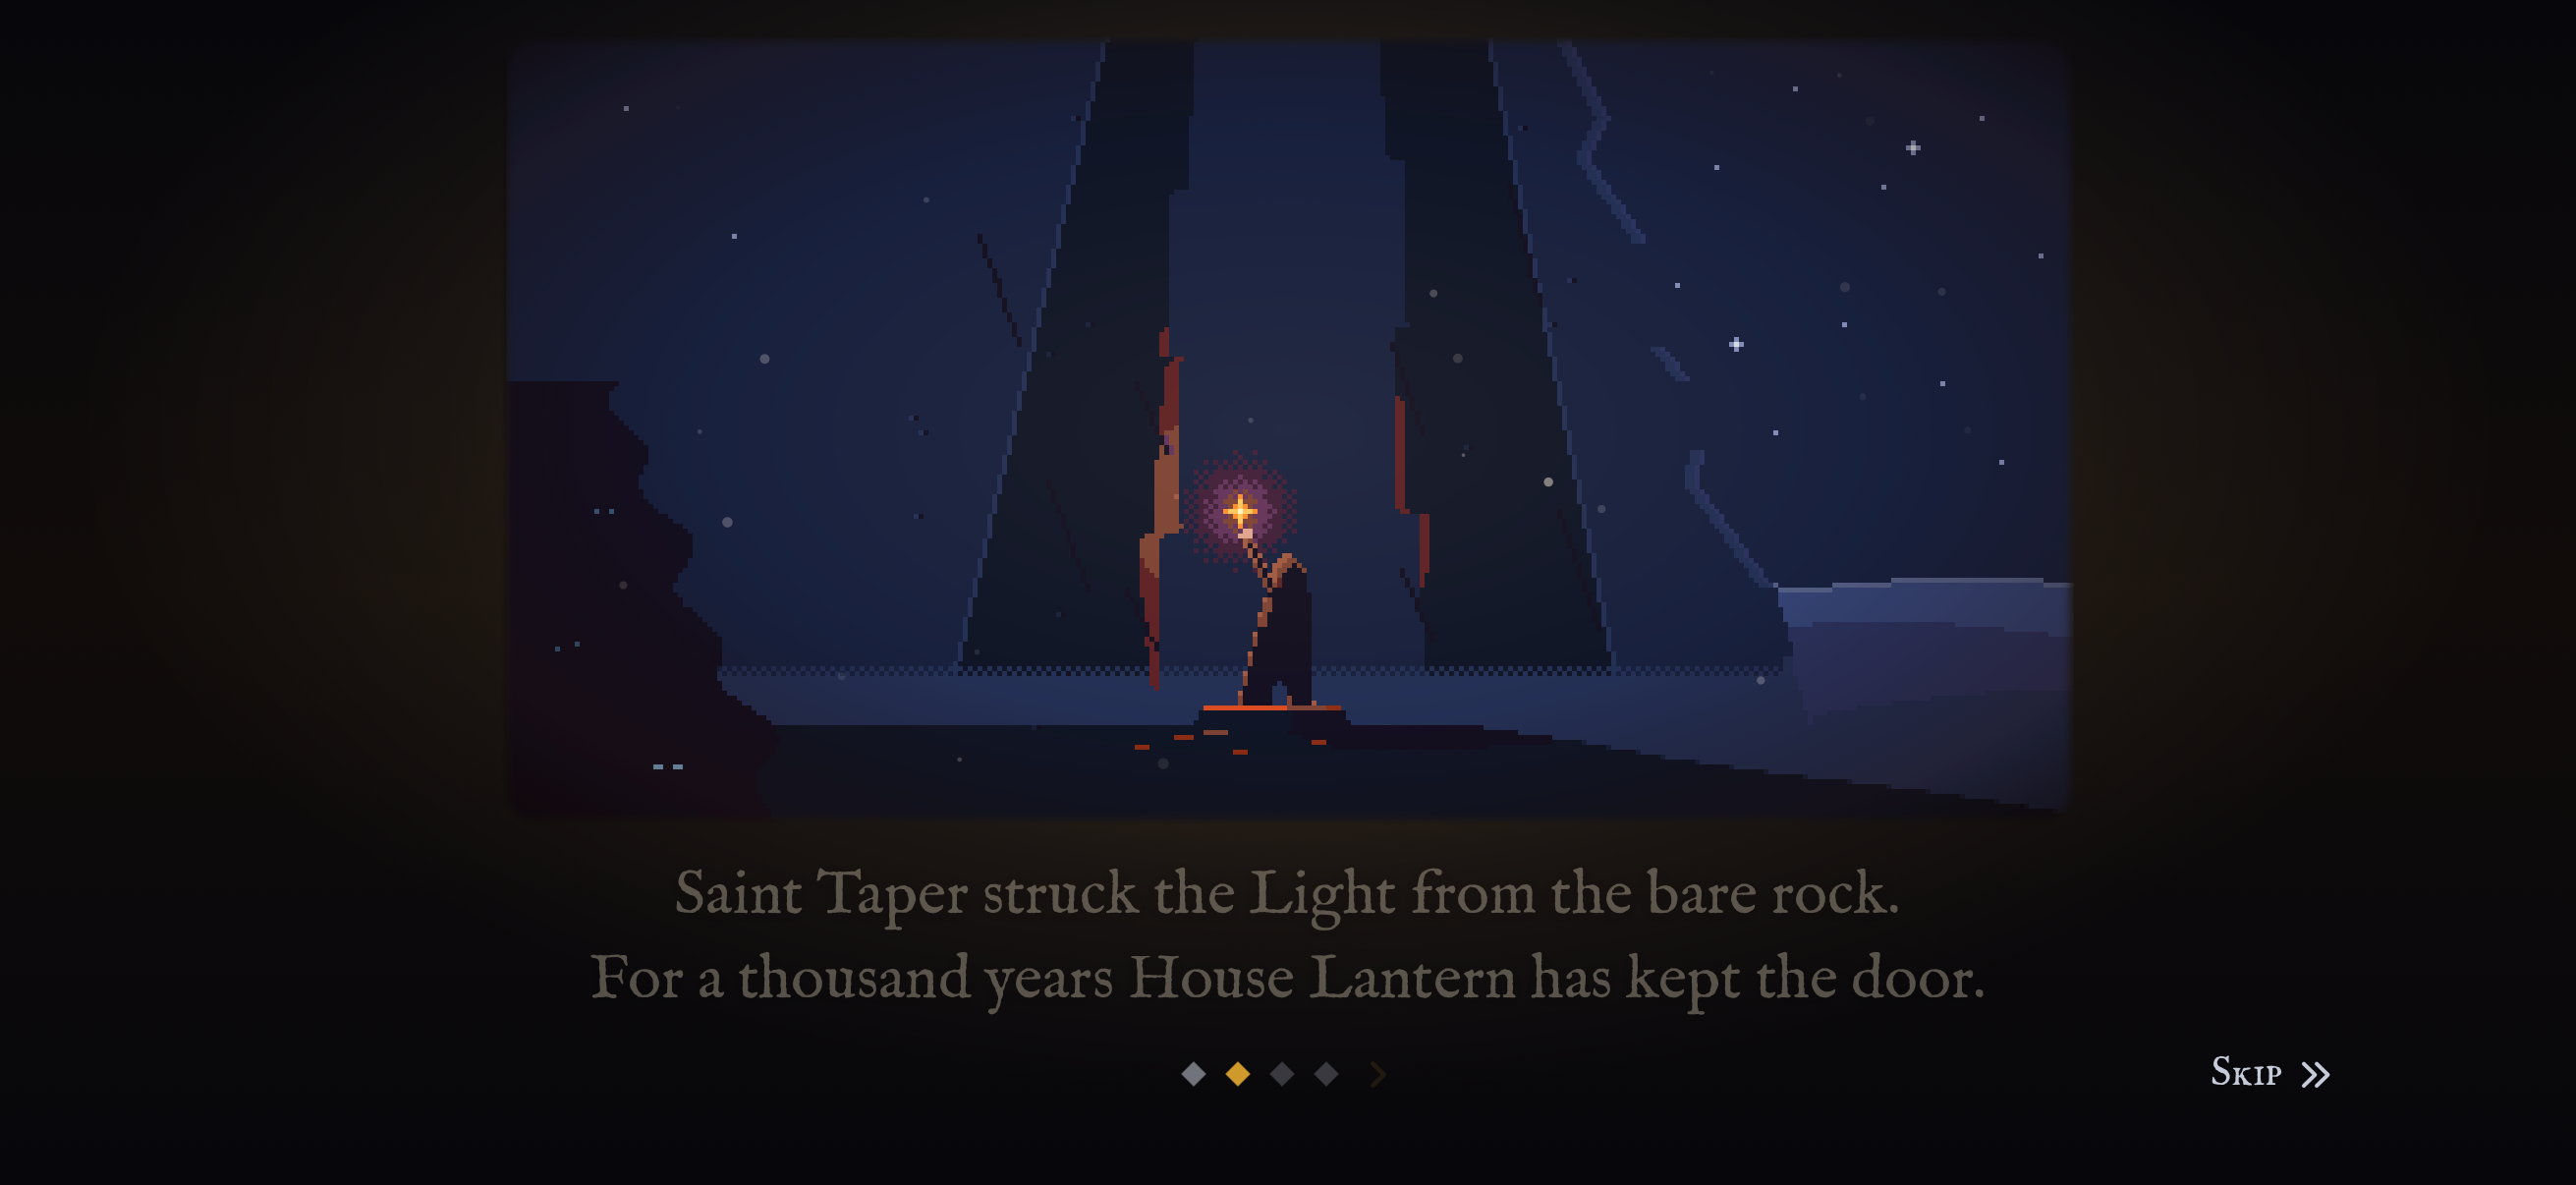 Saint Taper struck the Light from the bare rock.
For a thousand years House Lantern has kept the door.
Skip